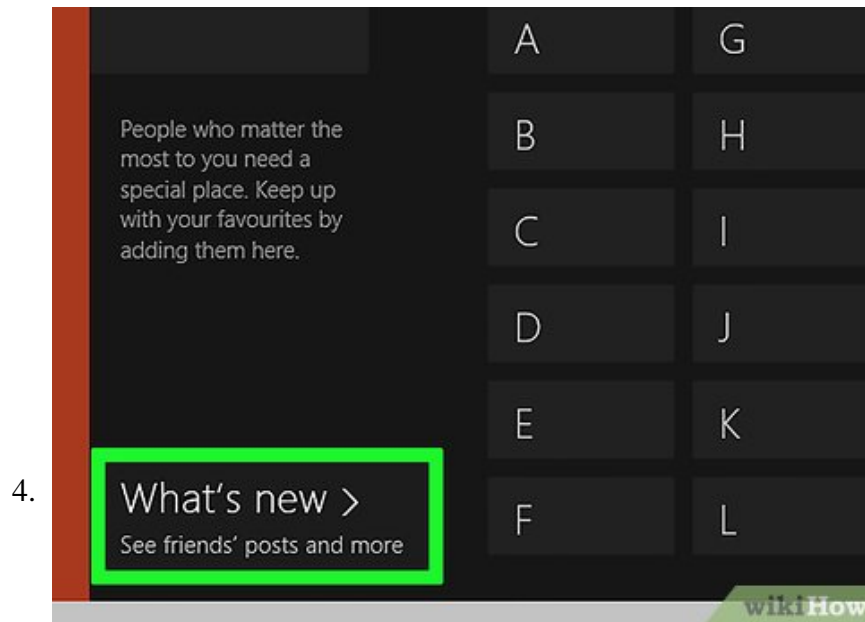 A G
People who matter the
most to you need a
special place. Keep up
with your favourites by
adding them here.
B H
C I
D J
E K
4.
What's new >
See friends' posts and more
F L
wikiHow